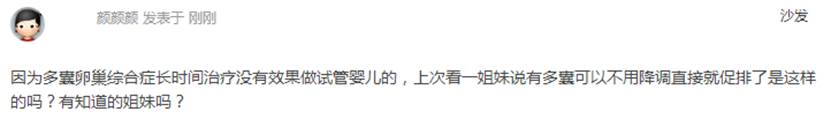 颜颜颜 发表于 刚刚 沙发
因为多囊卵巢综合症长时间治疗没有效果做试管婴儿的，上次看一姐妹说有多囊可以不用降调直接就促排了是这样
的吗？有知道的姐妹吗？